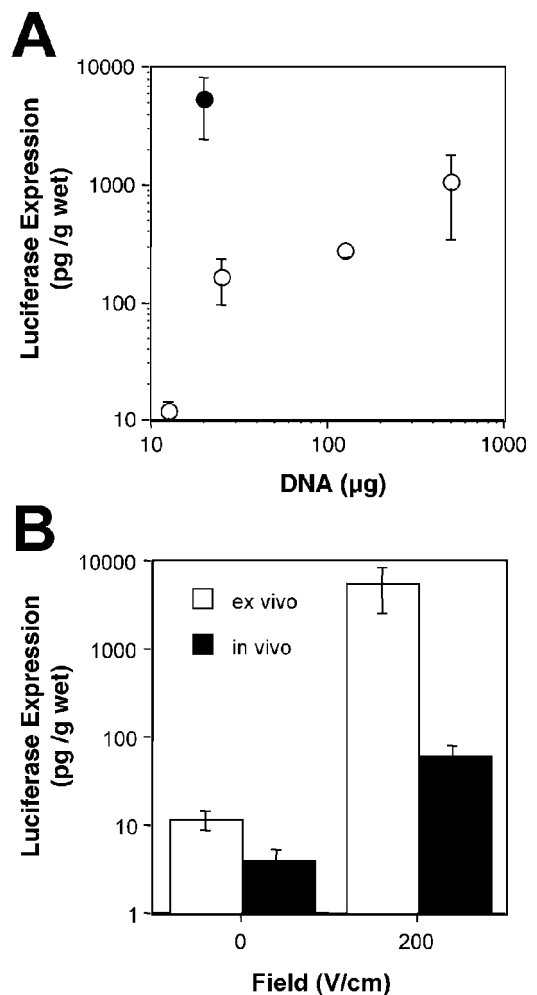 A
10000
1000
100
10
Luciferase Expression
(pg /g wet)
10
100
1000
DNA (µg)
B
10000
1000
100
10
1
Luciferase Expression
(pg /g wet)
ex vivo
in vivo
0
200
Field (V/cm)